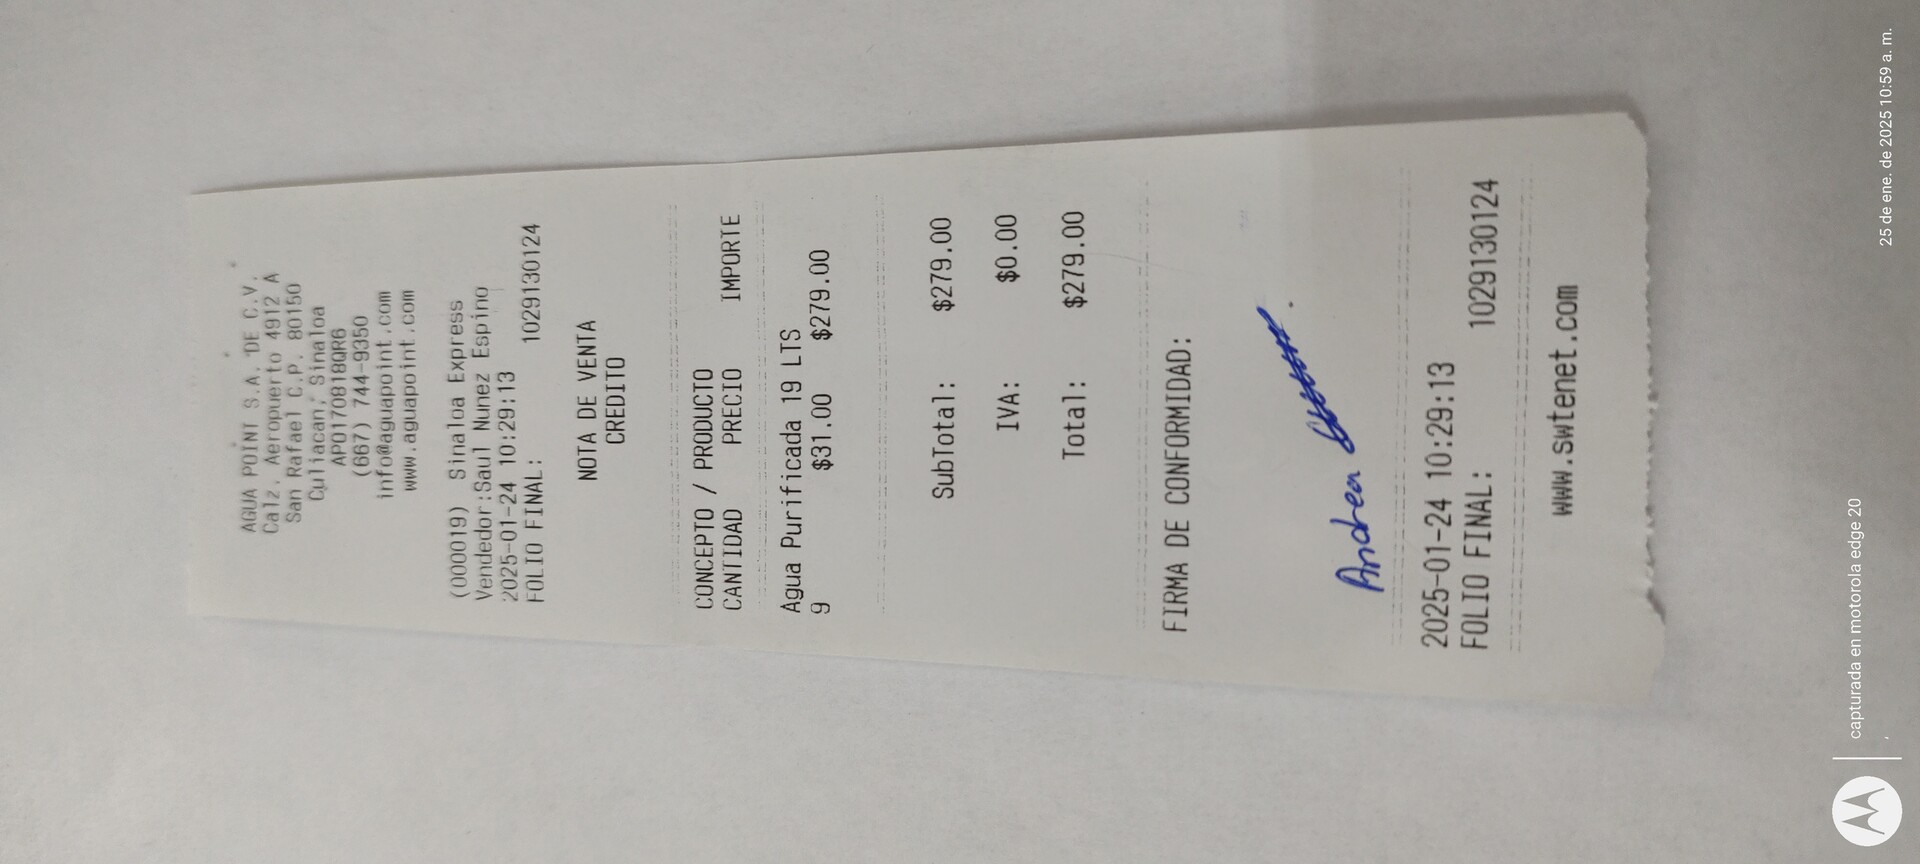 AGUA POINT S.A. DE C.V.
Calz, Aeropuerto 4912 A
San Rafael C.P. 80150
Culiacan, Sinaloa
APO170818QR6
(667) 744-9350
info@aguapoint.com
www.aguapoint.com
(000019) Sinaloa Express
Vendedor:Saul Nunez Espino
2025-01-24 10:29:13
FOLIO FINAL: 1029130124
NOTA DE VENTA
CREDITO
CONCEPTO / PRODUCTO
CANTIDAD PRECIO IMPORTE
Agua Purificada 19 LTS
9 $31.00 $279.00
SubTotal: $279.00
IVA: $0.00
Total: $279.00
FIRMA DE CONFORMIDAD:
Andrea
2025-01-24 10:29:13
FOLIO FINAL: 1029130124
www.swtenet.com
capturada en motorola edge 20
25 de ene. de 2025 10:59 a. m.